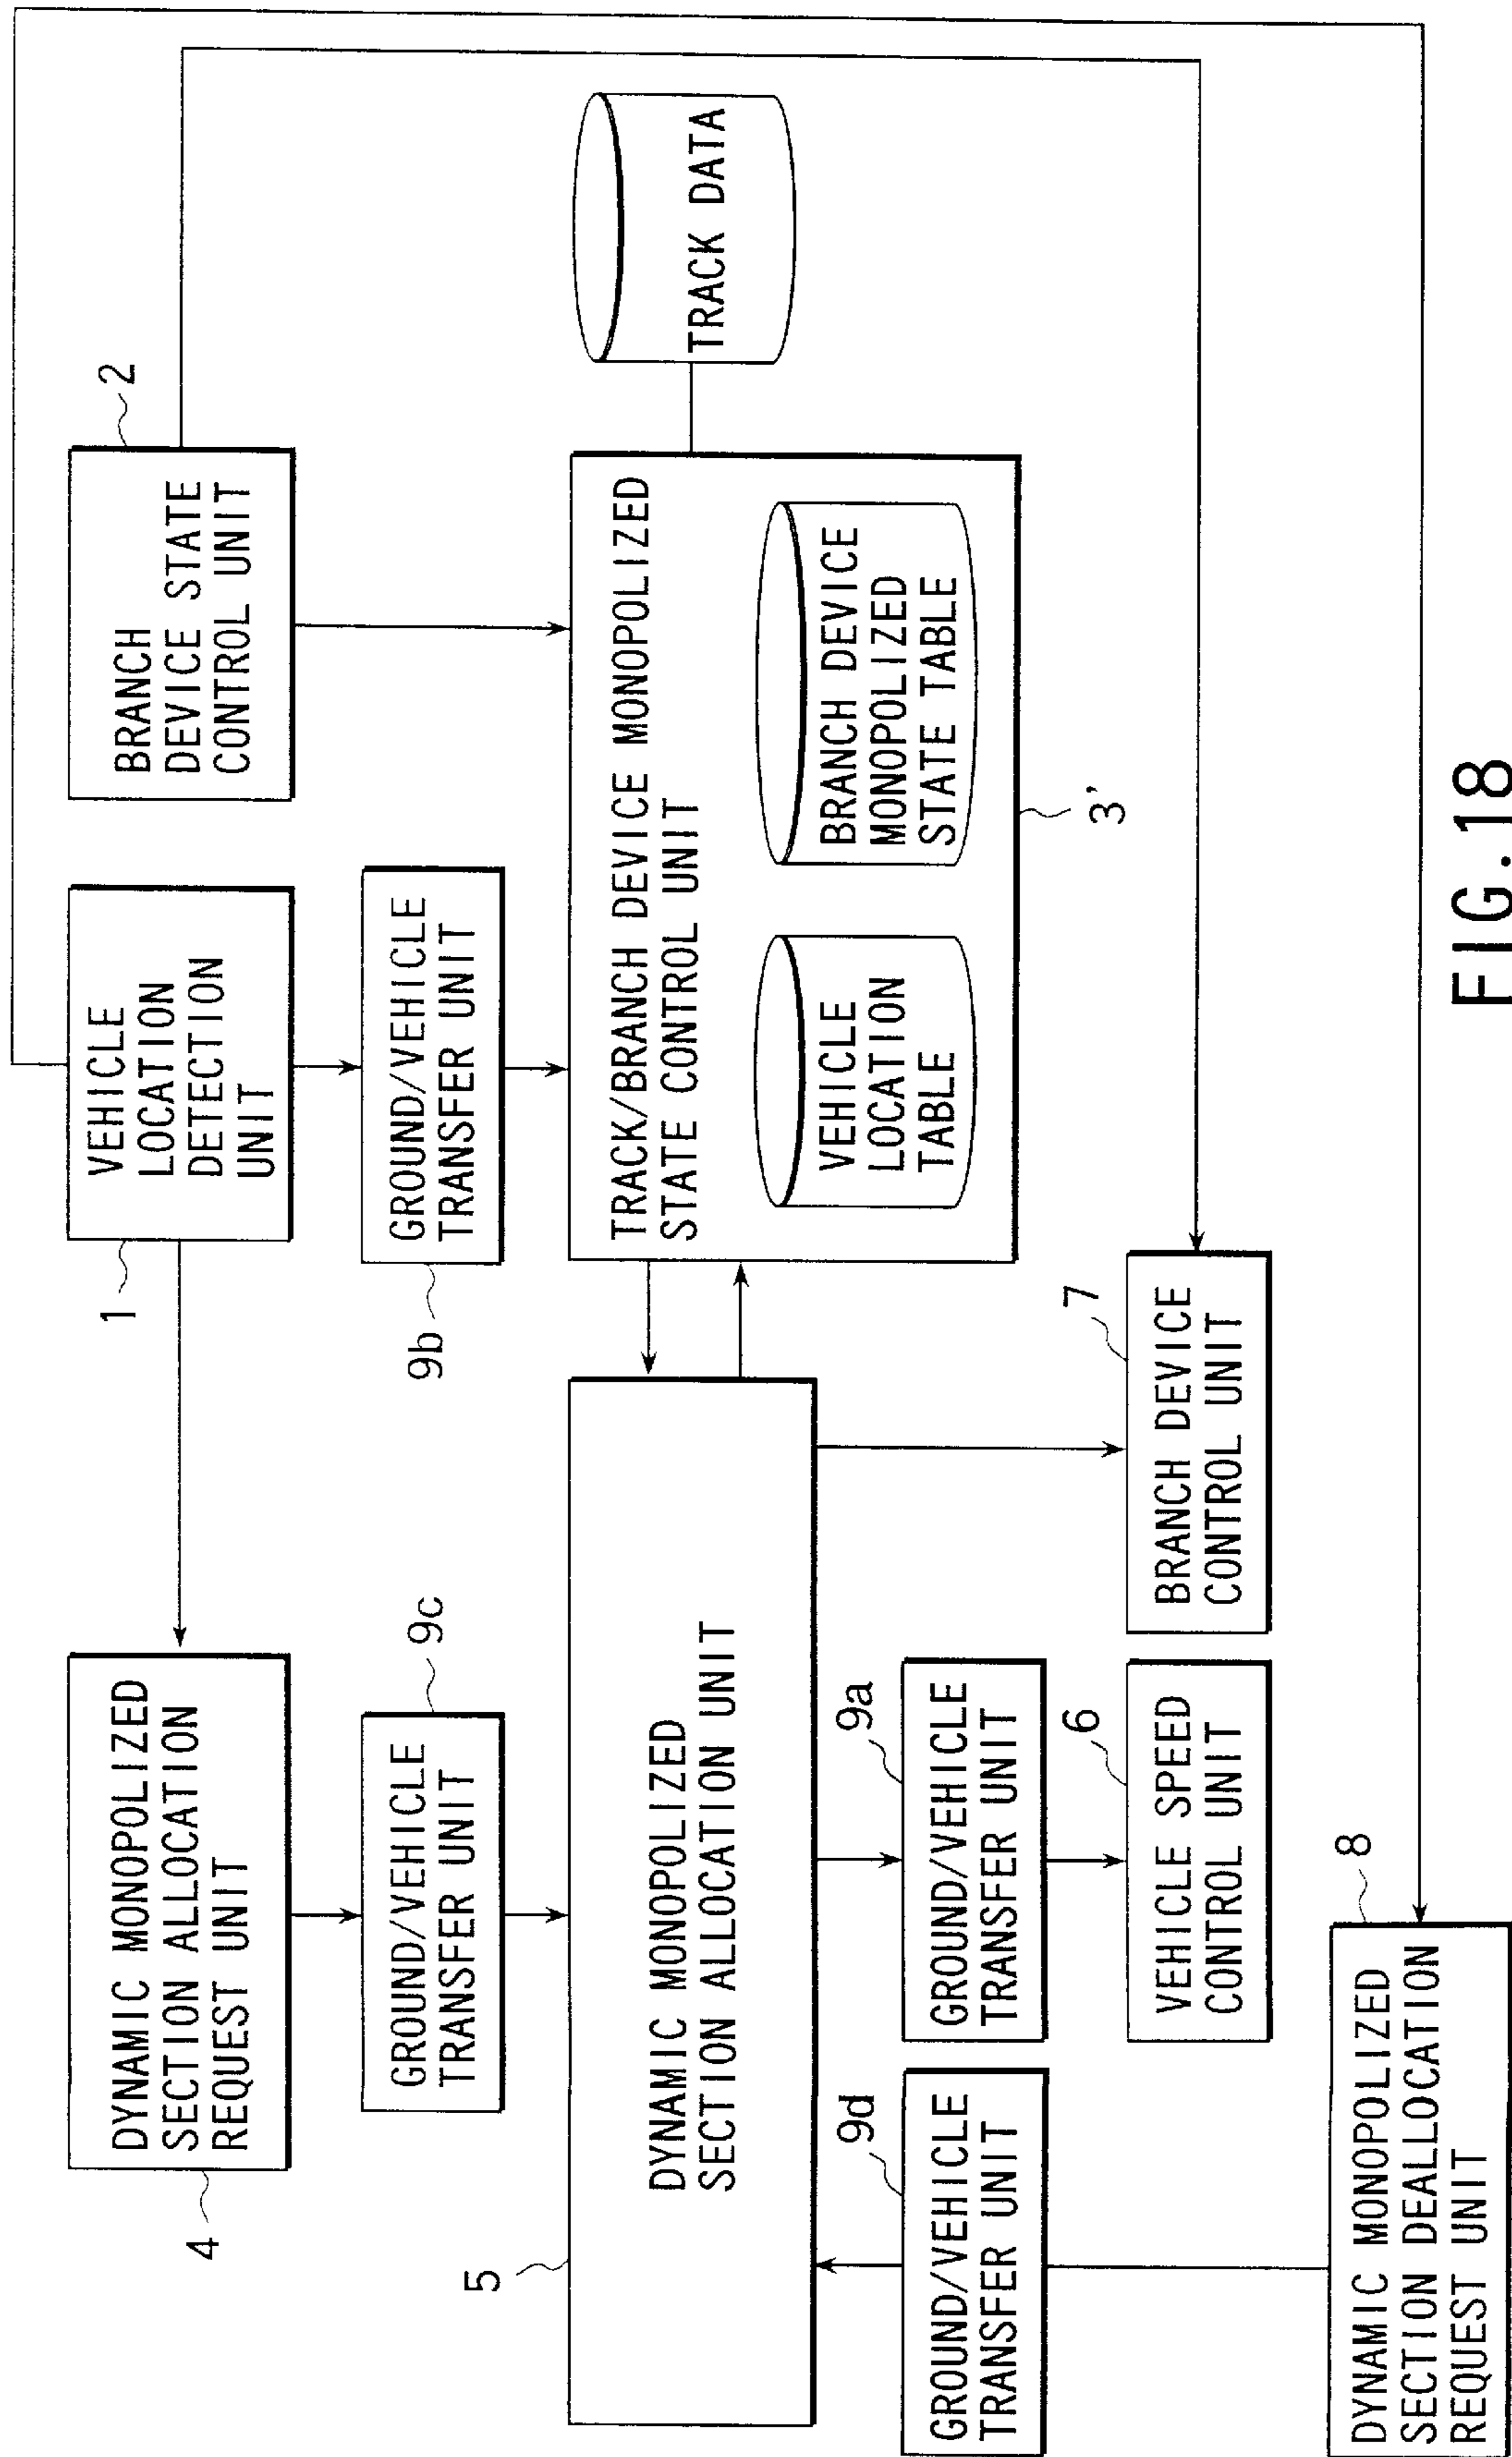 4
DYNAMIC MONOPOLIZED
SECTION ALLOCATION
REQUEST UNIT
1
VEHICLE
LOCATION
DETECTION
UNIT
2
BRANCH
DEVICE STATE
CONTROL UNIT
9c
GROUND/VEHICLE
TRANSFER UNIT
9b
GROUND/VEHICLE
TRANSFER UNIT
5
DYNAMIC MONOPOLIZED
SECTION ALLOCATION UNIT
TRACK/BRANCH DEVICE MONOPOLIZED
STATE CONTROL UNIT
VEHICLE
LOCATION
TABLE
BRANCH DEVICE
MONOPOLIZED
STATE TABLE
3'
TRACK DATA
9d
GROUND/VEHICLE
TRANSFER UNIT
9a
GROUND/VEHICLE
TRANSFER UNIT
6
VEHICLE SPEED
CONTROL UNIT
7
BRANCH DEVICE
CONTROL UNIT
8
DYNAMIC MONOPOLIZED
SECTION DEALLOCATION
REQUEST UNIT
FIG.18